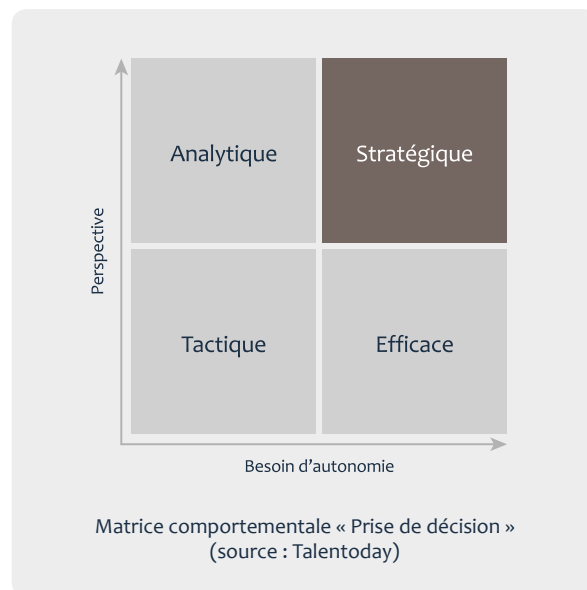 Analytique
Stratégique
Perspective
Tactique
Efficace
Besoin d’autonomie
Matrice comportementale « Prise de décision »
(source : Talentoday)